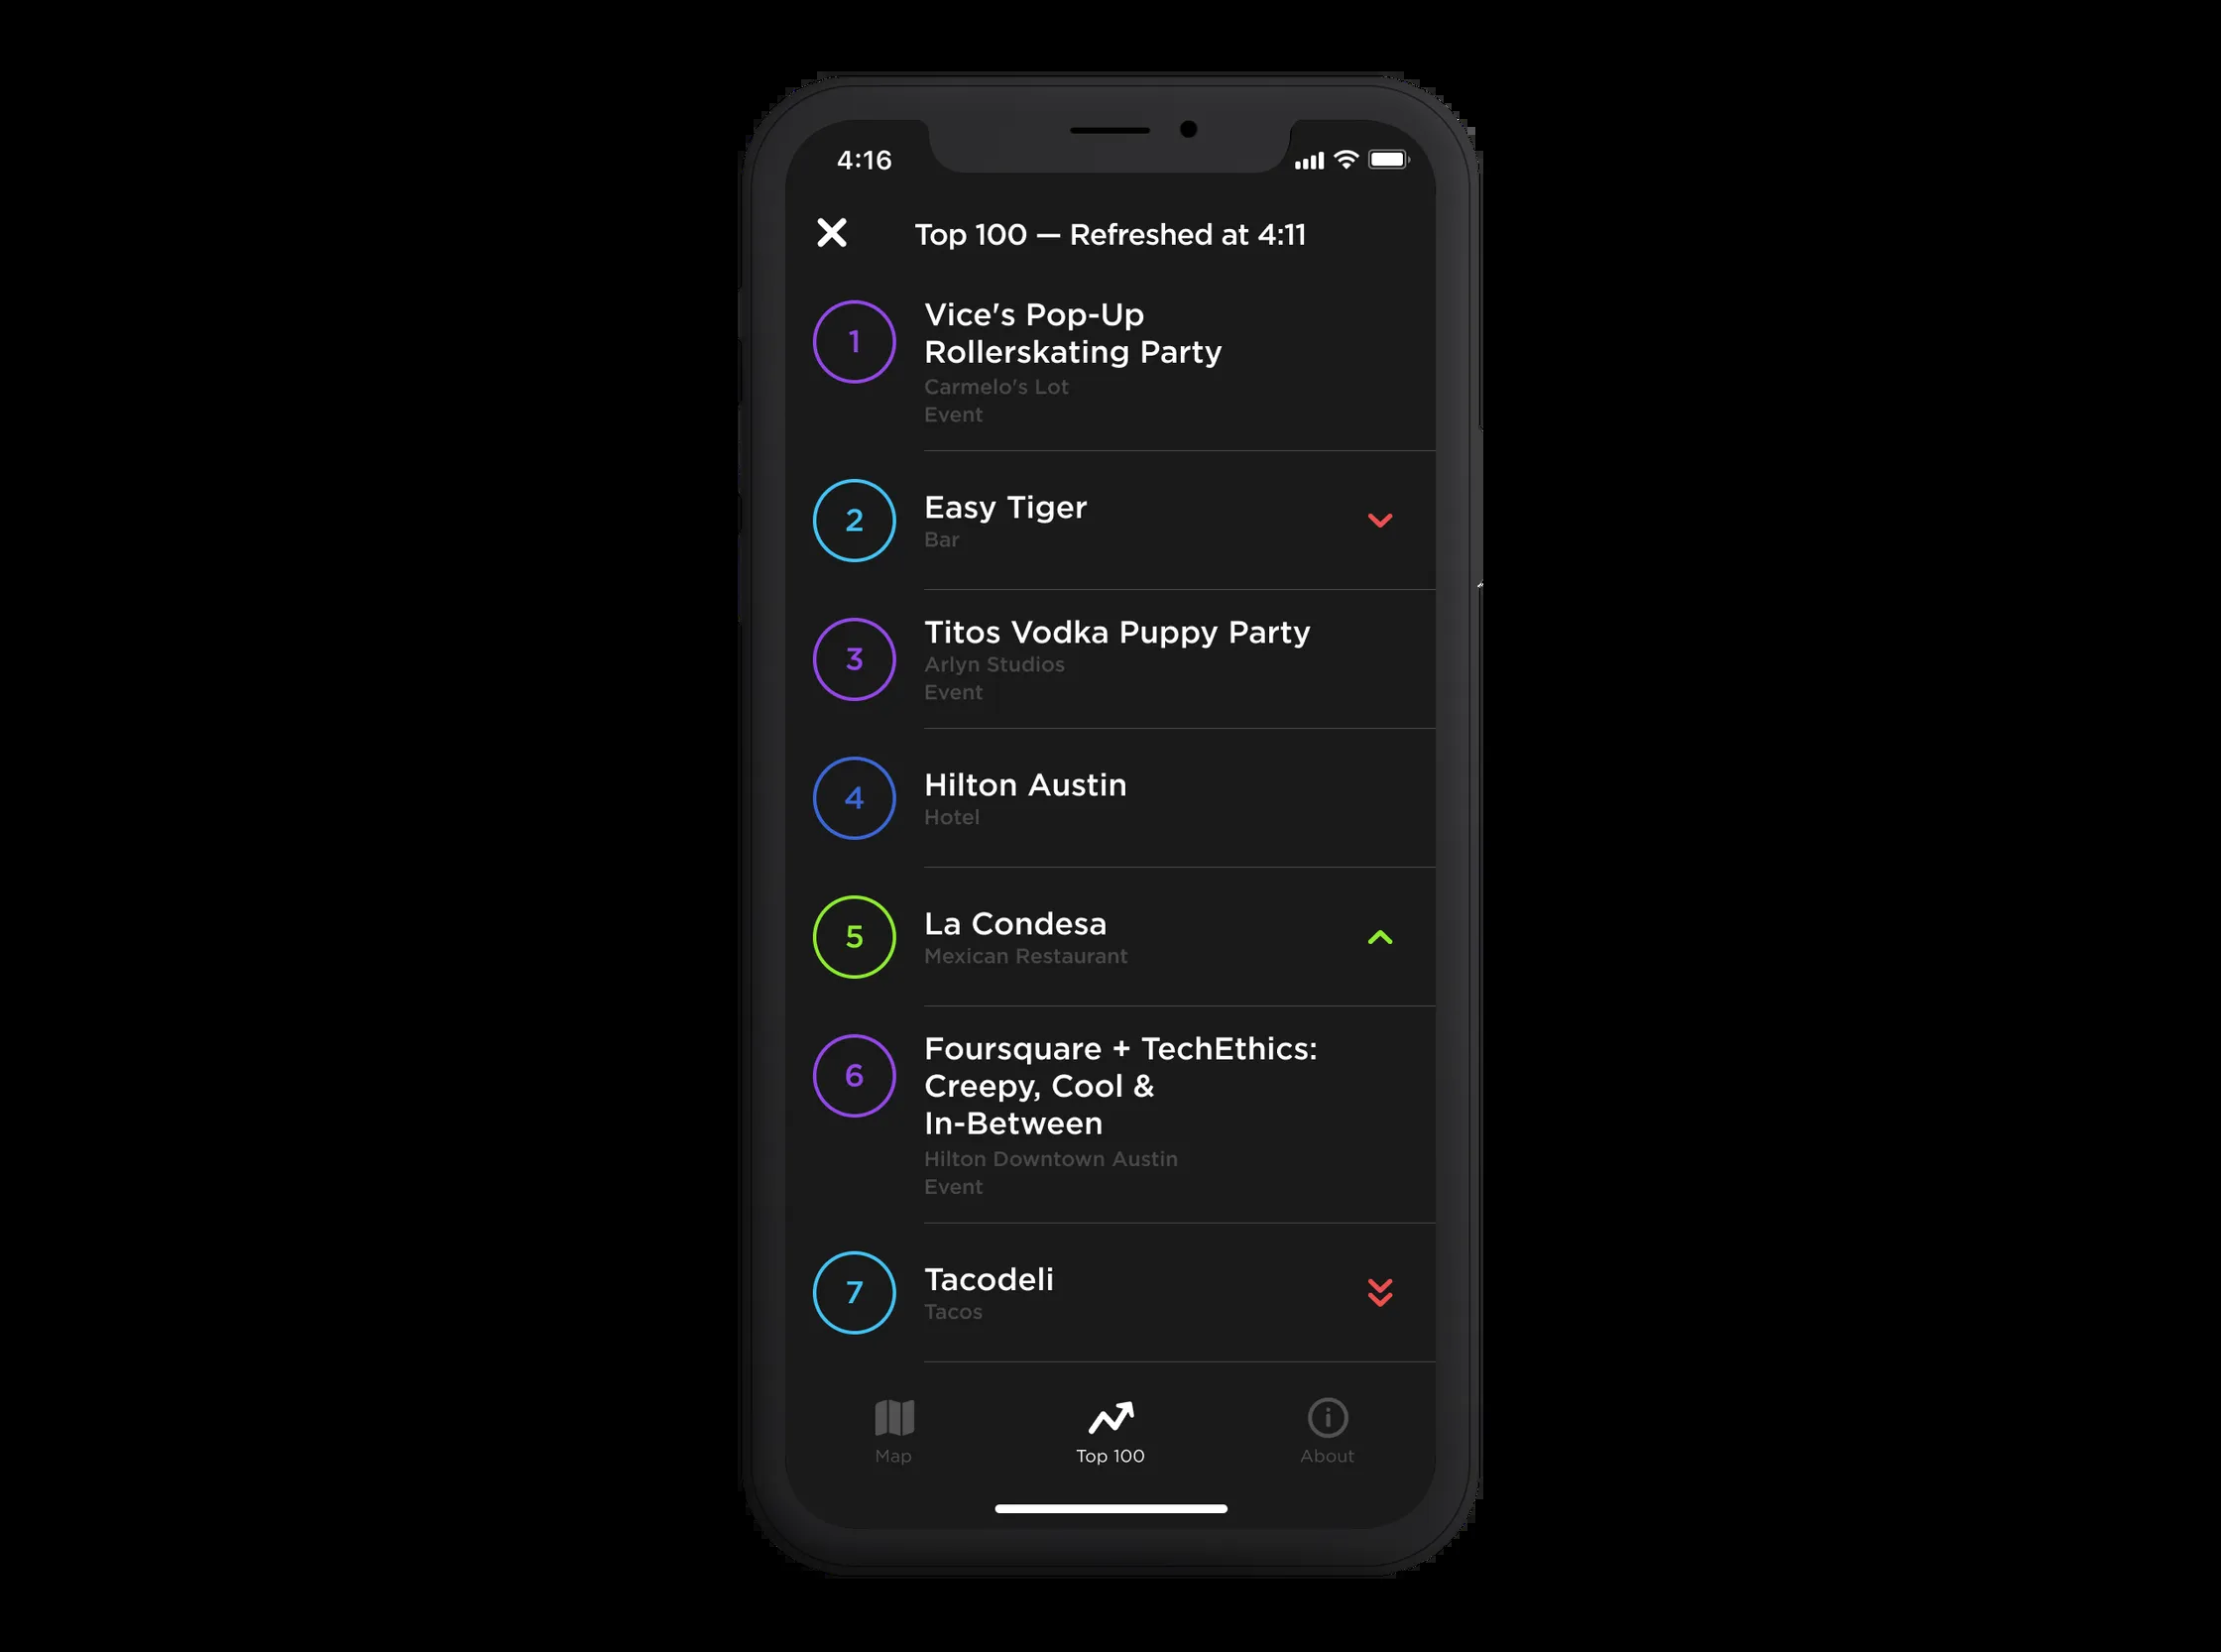 4:16
Top 100 — Refreshed at 4:11
1
Vice's Pop-Up
Rollerskating Party
Carmelo's Lot
Event
2
Easy Tiger
Bar
3
Titos Vodka Puppy Party
Arlyn Studios
Event
4
Hilton Austin
Hotel
5
La Condesa
Mexican Restaurant
6
Foursquare + TechEthics:
Creepy, Cool &
In-Between
Hilton Downtown Austin
Event
7
Tacodeli
Tacos
Map
Top 100
About